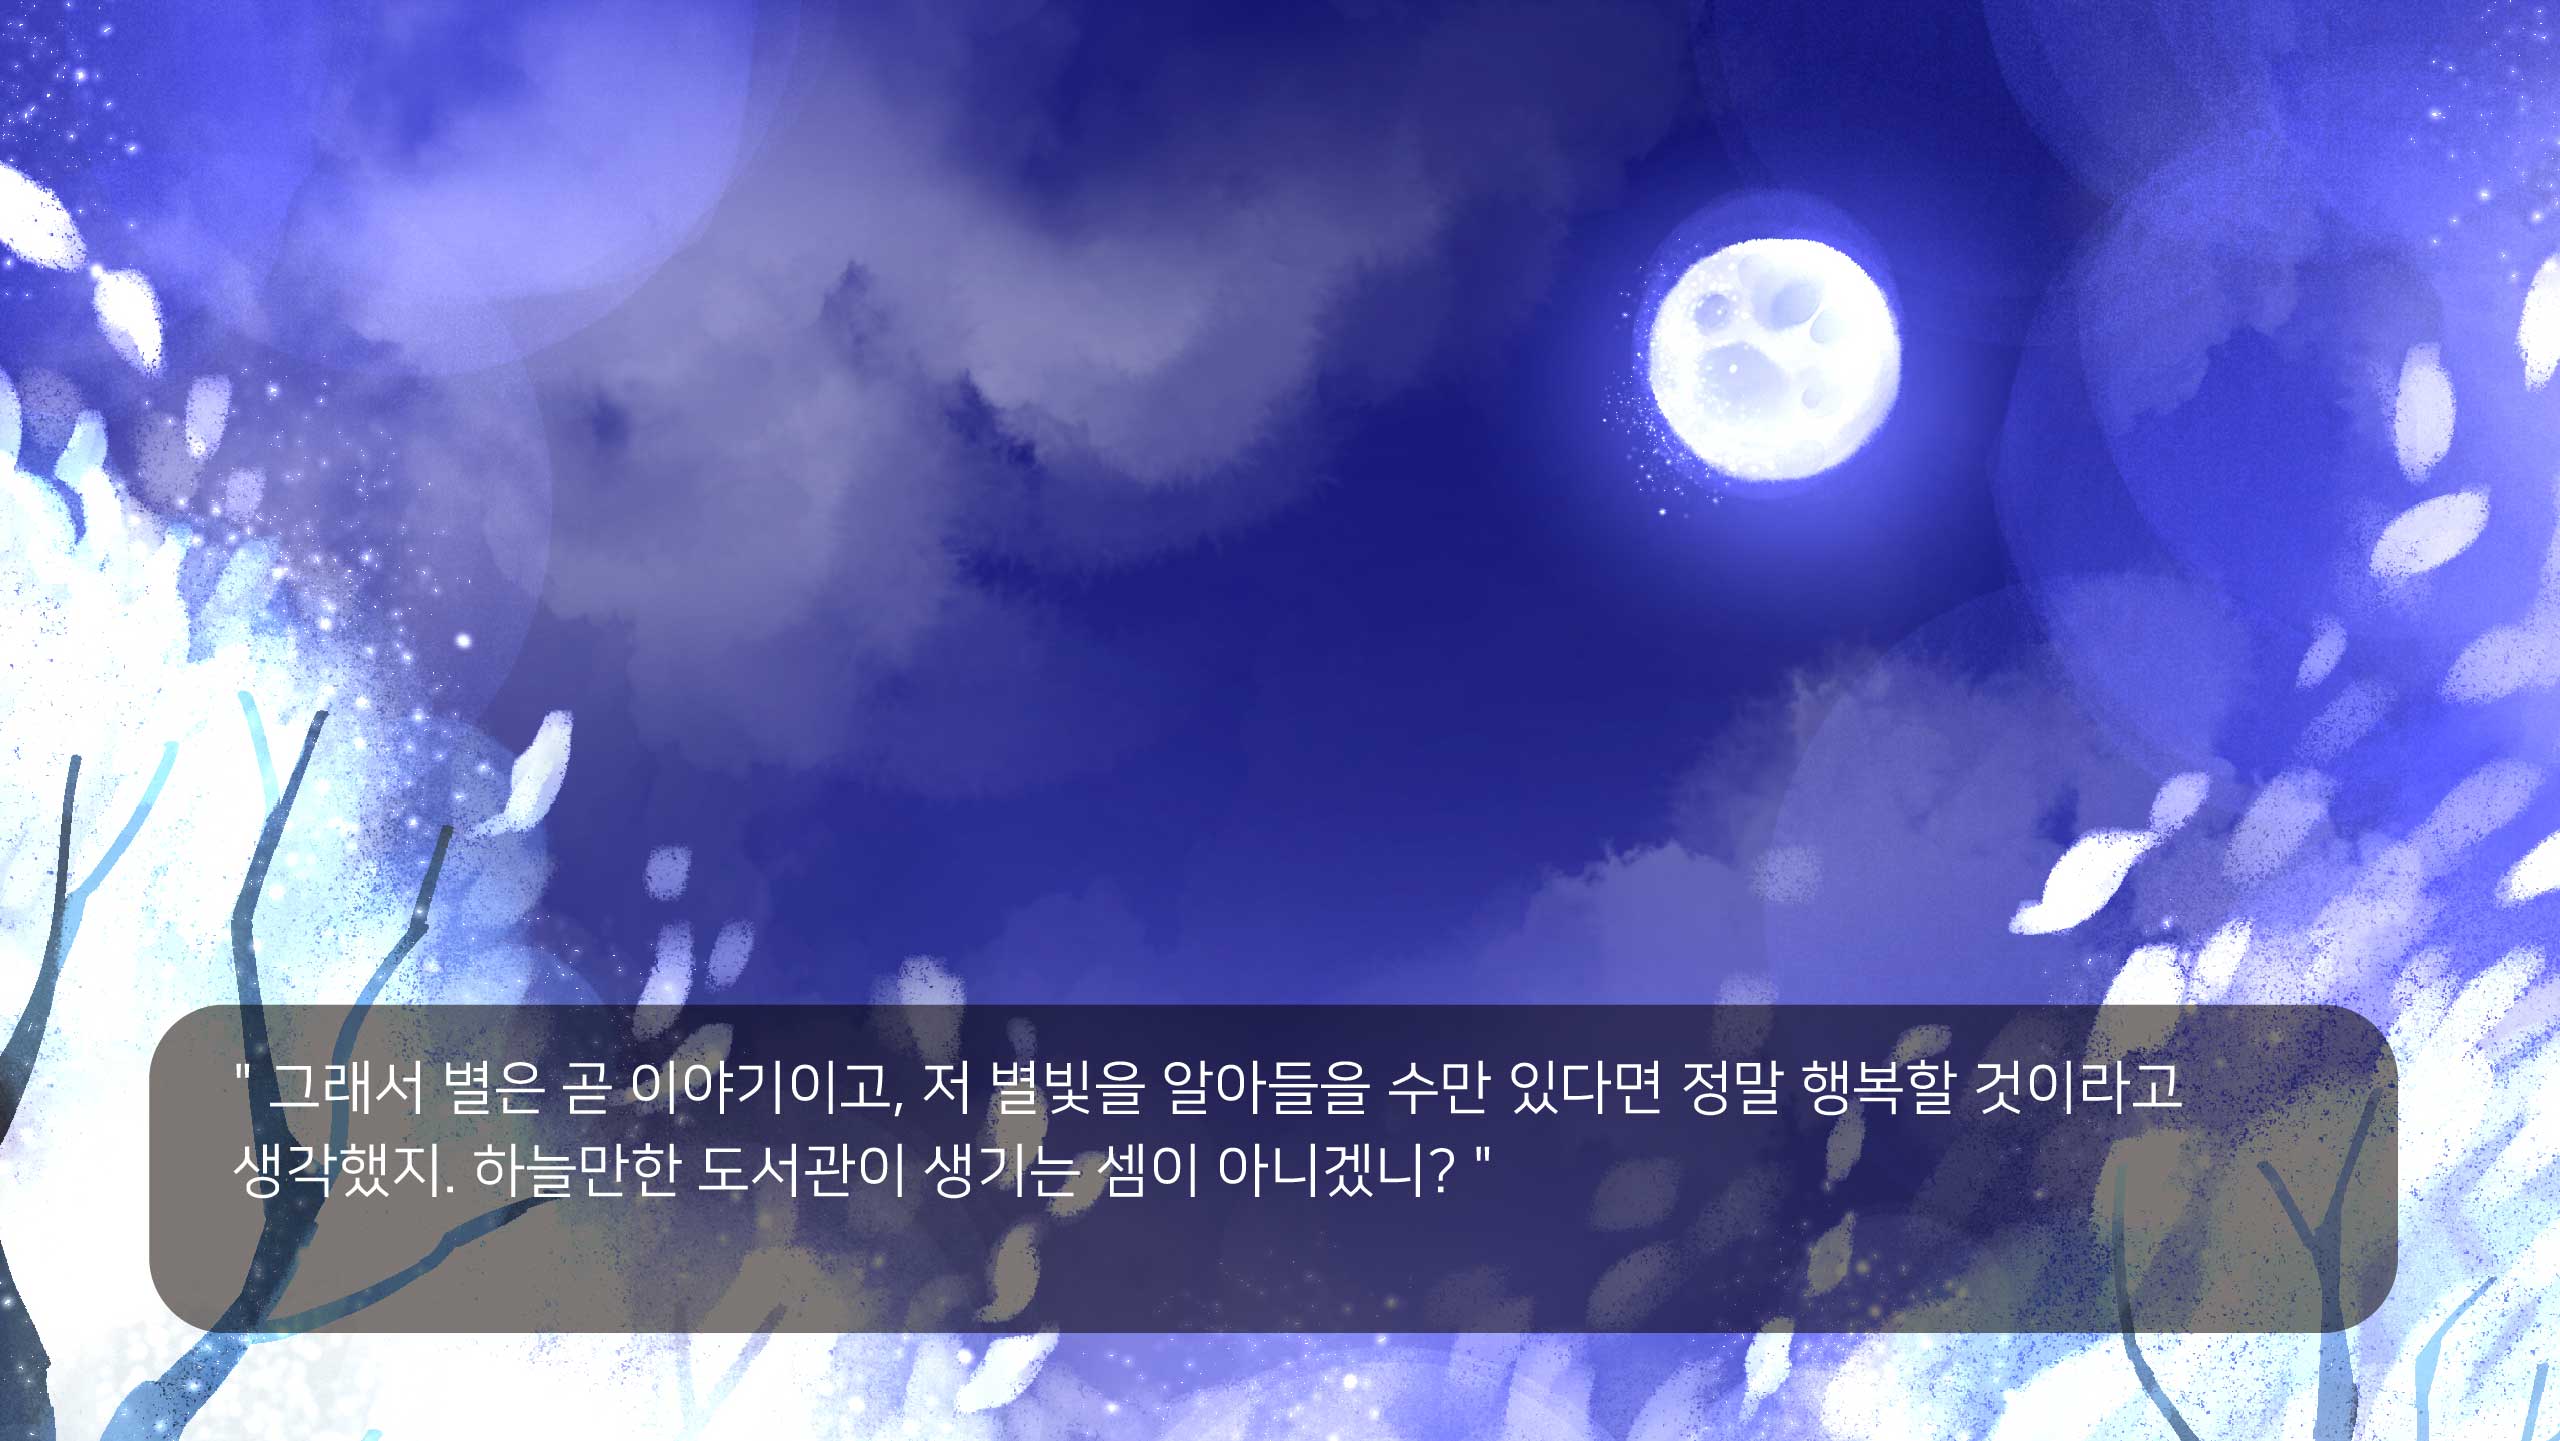 " 그래서 별은 곧 이야기이고, 저 별빛을 알아들을 수만 있다면 정말 행복할 것이라고
생각했지. 하늘만한 도서관이 생기는 셈이 아니겠니? "